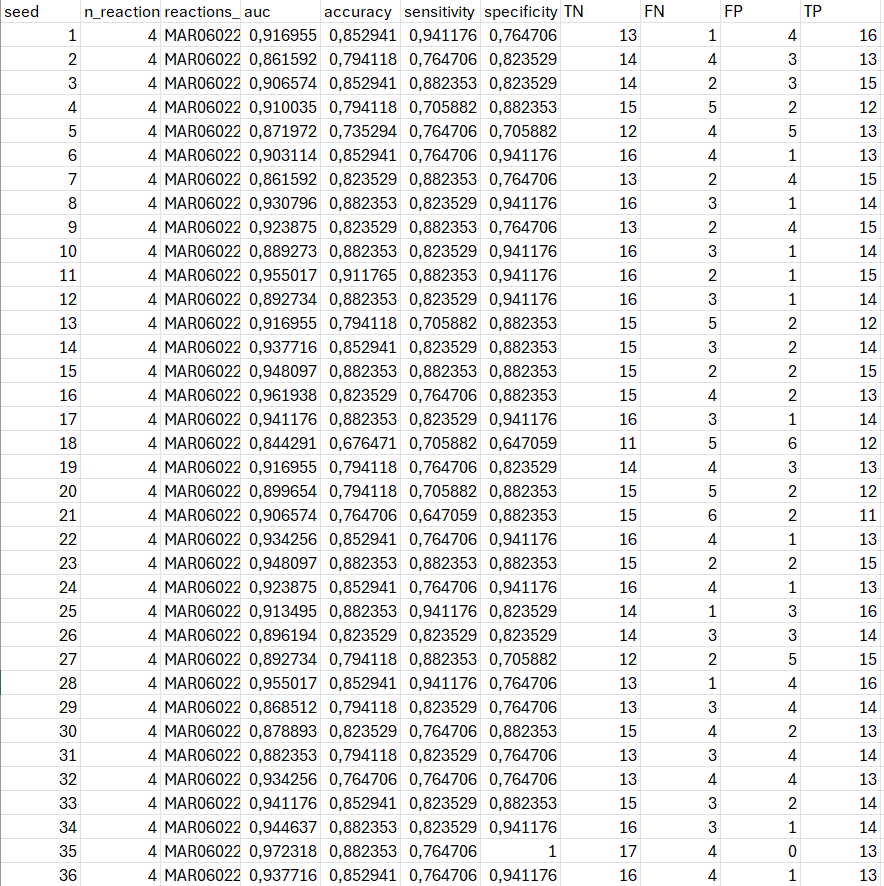 seed n_reaction reactions_ auc accuracy sensitivity specificity TN FN FP TP
1 4 MAR06022 0,916955 0,852941 0,941176 0,764706 13 1 4 16
2 4 MAR06022 0,861592 0,794118 0,764706 0,823529 14 4 3 13
3 4 MAR06022 0,906574 0,852941 0,882353 0,823529 14 2 3 15
4 4 MAR06022 0,910035 0,794118 0,705882 0,882353 15 5 2 12
5 4 MAR06022 0,871972 0,735294 0,764706 0,705882 12 4 5 13
6 4 MAR06022 0,903114 0,852941 0,764706 0,941176 16 4 1 13
7 4 MAR06022 0,861592 0,823529 0,882353 0,764706 13 2 4 15
8 4 MAR06022 0,930796 0,882353 0,823529 0,941176 16 3 1 14
9 4 MAR06022 0,923875 0,823529 0,882353 0,764706 13 2 4 15
10 4 MAR06022 0,889273 0,882353 0,823529 0,941176 16 3 1 14
11 4 MAR06022 0,955017 0,911765 0,882353 0,941176 16 2 1 15
12 4 MAR06022 0,892734 0,882353 0,823529 0,941176 16 3 1 14
13 4 MAR06022 0,916955 0,794118 0,705882 0,882353 15 5 2 12
14 4 MAR06022 0,937716 0,852941 0,823529 0,882353 15 3 2 14
15 4 MAR06022 0,948097 0,882353 0,882353 0,882353 15 2 2 15
16 4 MAR06022 0,961938 0,823529 0,764706 0,882353 15 4 2 13
17 4 MAR06022 0,941176 0,882353 0,823529 0,941176 16 3 1 14
18 4 MAR06022 0,844291 0,676471 0,705882 0,647059 11 5 6 12
19 4 MAR06022 0,916955 0,794118 0,764706 0,823529 14 4 3 13
20 4 MAR06022 0,899654 0,794118 0,705882 0,882353 15 5 2 12
21 4 MAR06022 0,906574 0,764706 0,647059 0,882353 15 6 2 11
22 4 MAR06022 0,934256 0,852941 0,764706 0,941176 16 4 1 13
23 4 MAR06022 0,948097 0,882353 0,882353 0,882353 15 2 2 15
24 4 MAR06022 0,923875 0,852941 0,764706 0,941176 16 4 1 13
25 4 MAR06022 0,913495 0,882353 0,941176 0,823529 14 1 3 16
26 4 MAR06022 0,896194 0,823529 0,823529 0,823529 14 3 3 14
27 4 MAR06022 0,892734 0,794118 0,882353 0,705882 12 2 5 15
28 4 MAR06022 0,955017 0,852941 0,941176 0,764706 13 1 4 16
29 4 MAR06022 0,868512 0,794118 0,823529 0,764706 13 3 4 14
30 4 MAR06022 0,878893 0,823529 0,764706 0,882353 15 4 2 13
31 4 MAR06022 0,882353 0,794118 0,823529 0,764706 13 3 4 14
32 4 MAR06022 0,934256 0,764706 0,764706 0,764706 13 4 4 13
33 4 MAR06022 0,941176 0,852941 0,823529 0,882353 15 3 2 14
34 4 MAR06022 0,944637 0,882353 0,823529 0,941176 16 3 1 14
35 4 MAR06022 0,972318 0,882353 0,764706 1 17 4 0 13
36 4 MAR06022 0,937716 0,852941 0,764706 0,941176 16 4 1 13